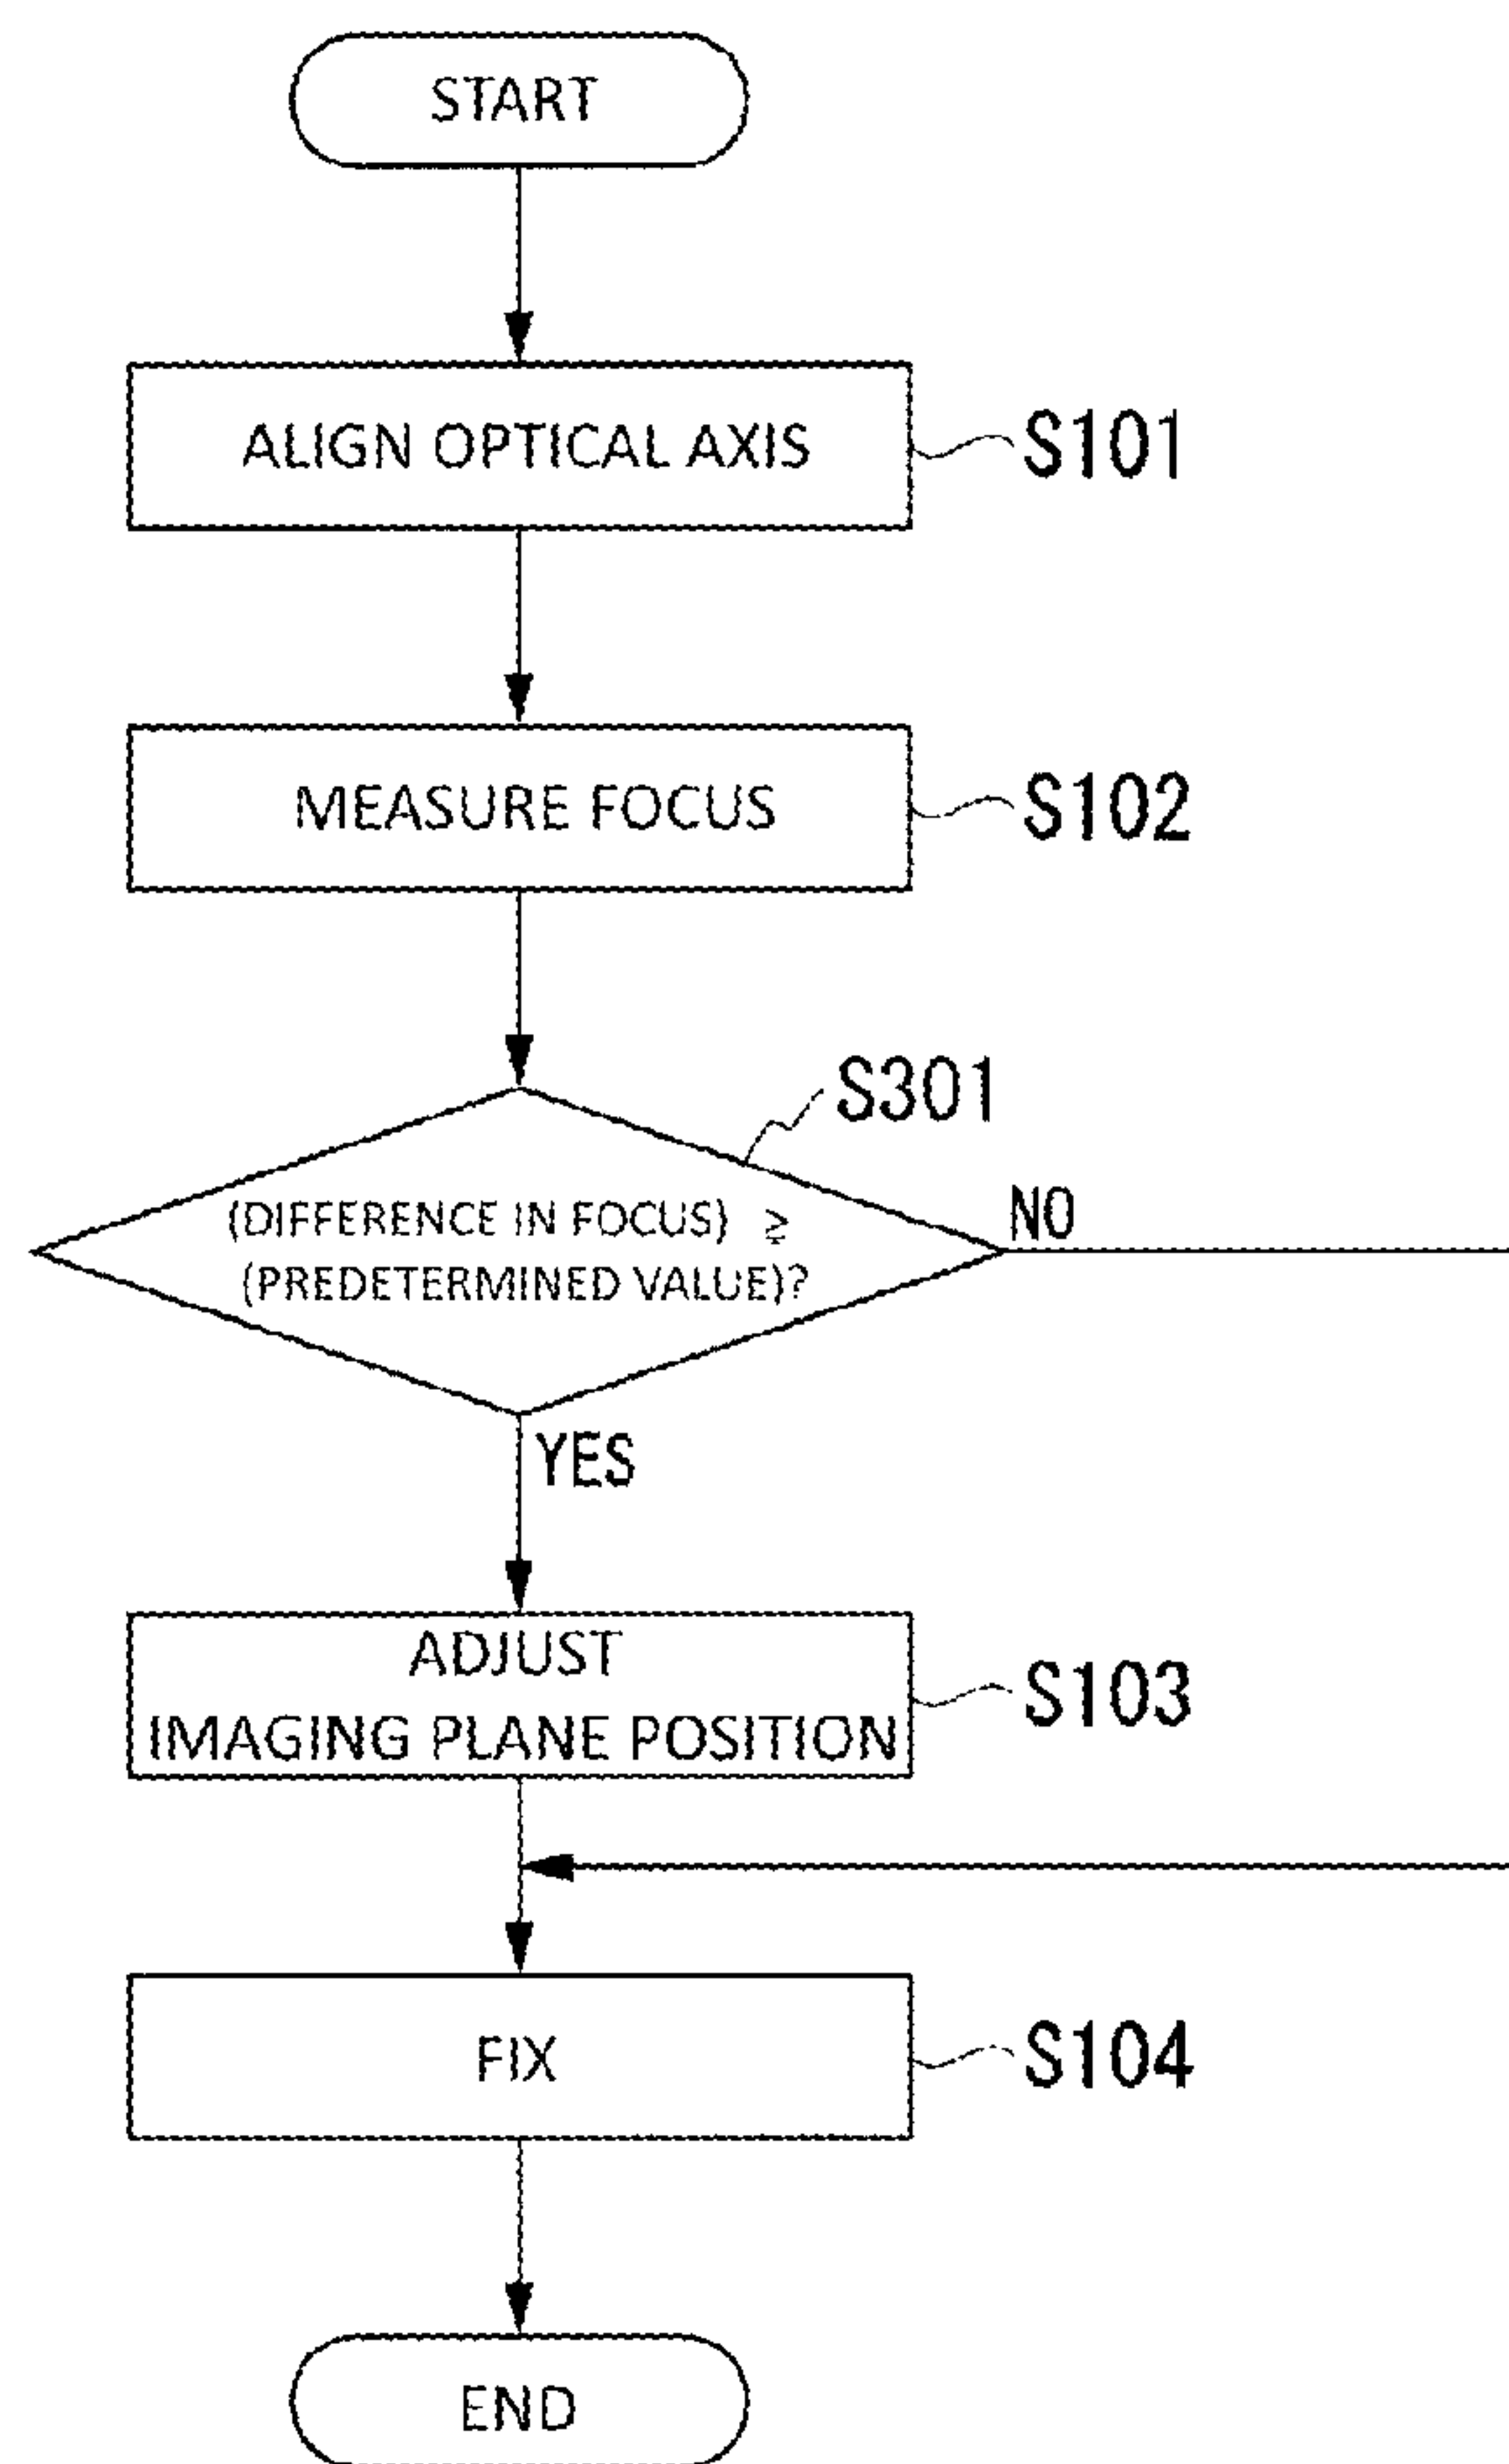 START
ALIGN OPTICAL AXIS
S101
MEASURE FOCUS
S102
S301
(DIFFERENCE IN FOCUS) ≥
(PREDETERMINED VALUE)?
NO
YES
ADJUST
IMAGING PLANE POSITION
S103
FIX
S104
END